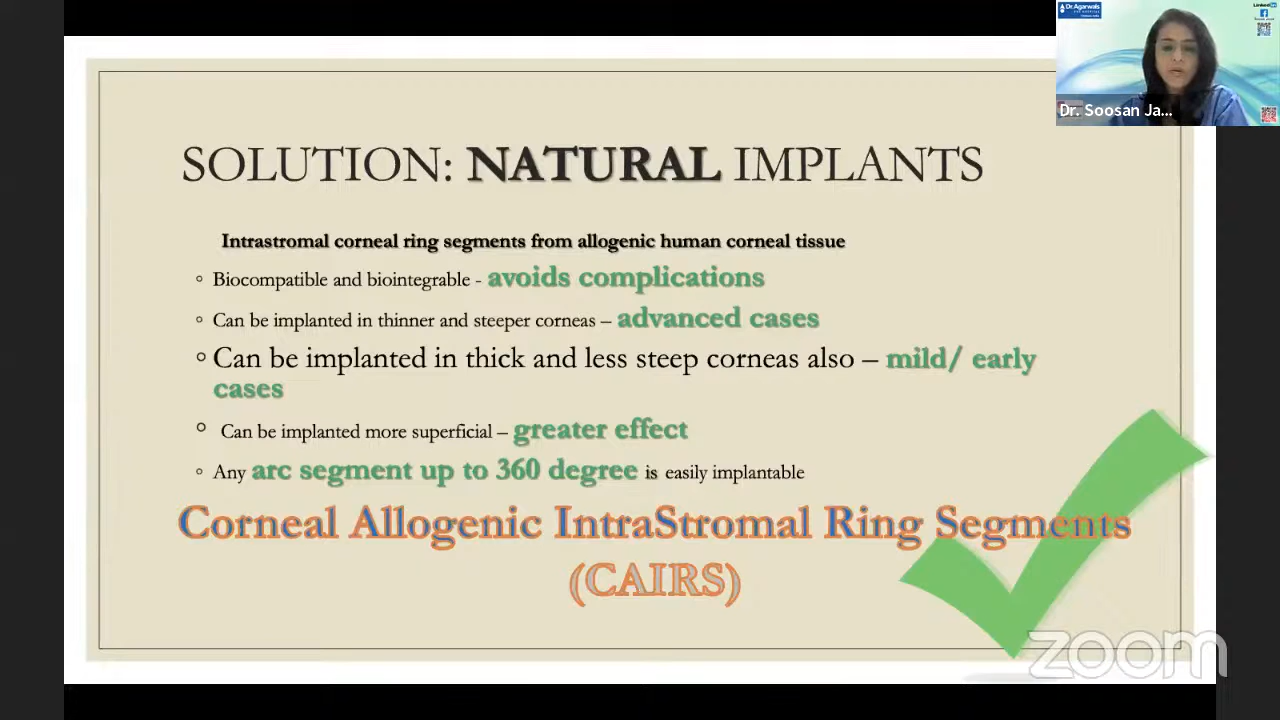 Dr.Agarwals
LinkedIn
SOLUTION: NATURAL IMPLANTS
Dr. Soosan Ja...
Intrastromal corneal ring segments from allogenic human corneal tissue
◦ Biocompatible and biointegrable - avoids complications
◦ Can be implanted in thinner and steeper corneas – advanced cases
◦ Can be implanted in thick and less steep corneas also – mild/ early
cases
◦ Can be implanted more superficial – greater effect
◦ Any arc segment up to 360 degree is easily implantable
Corneal Allogenic IntraStromal Ring Segments
(CAIRS)
zoom